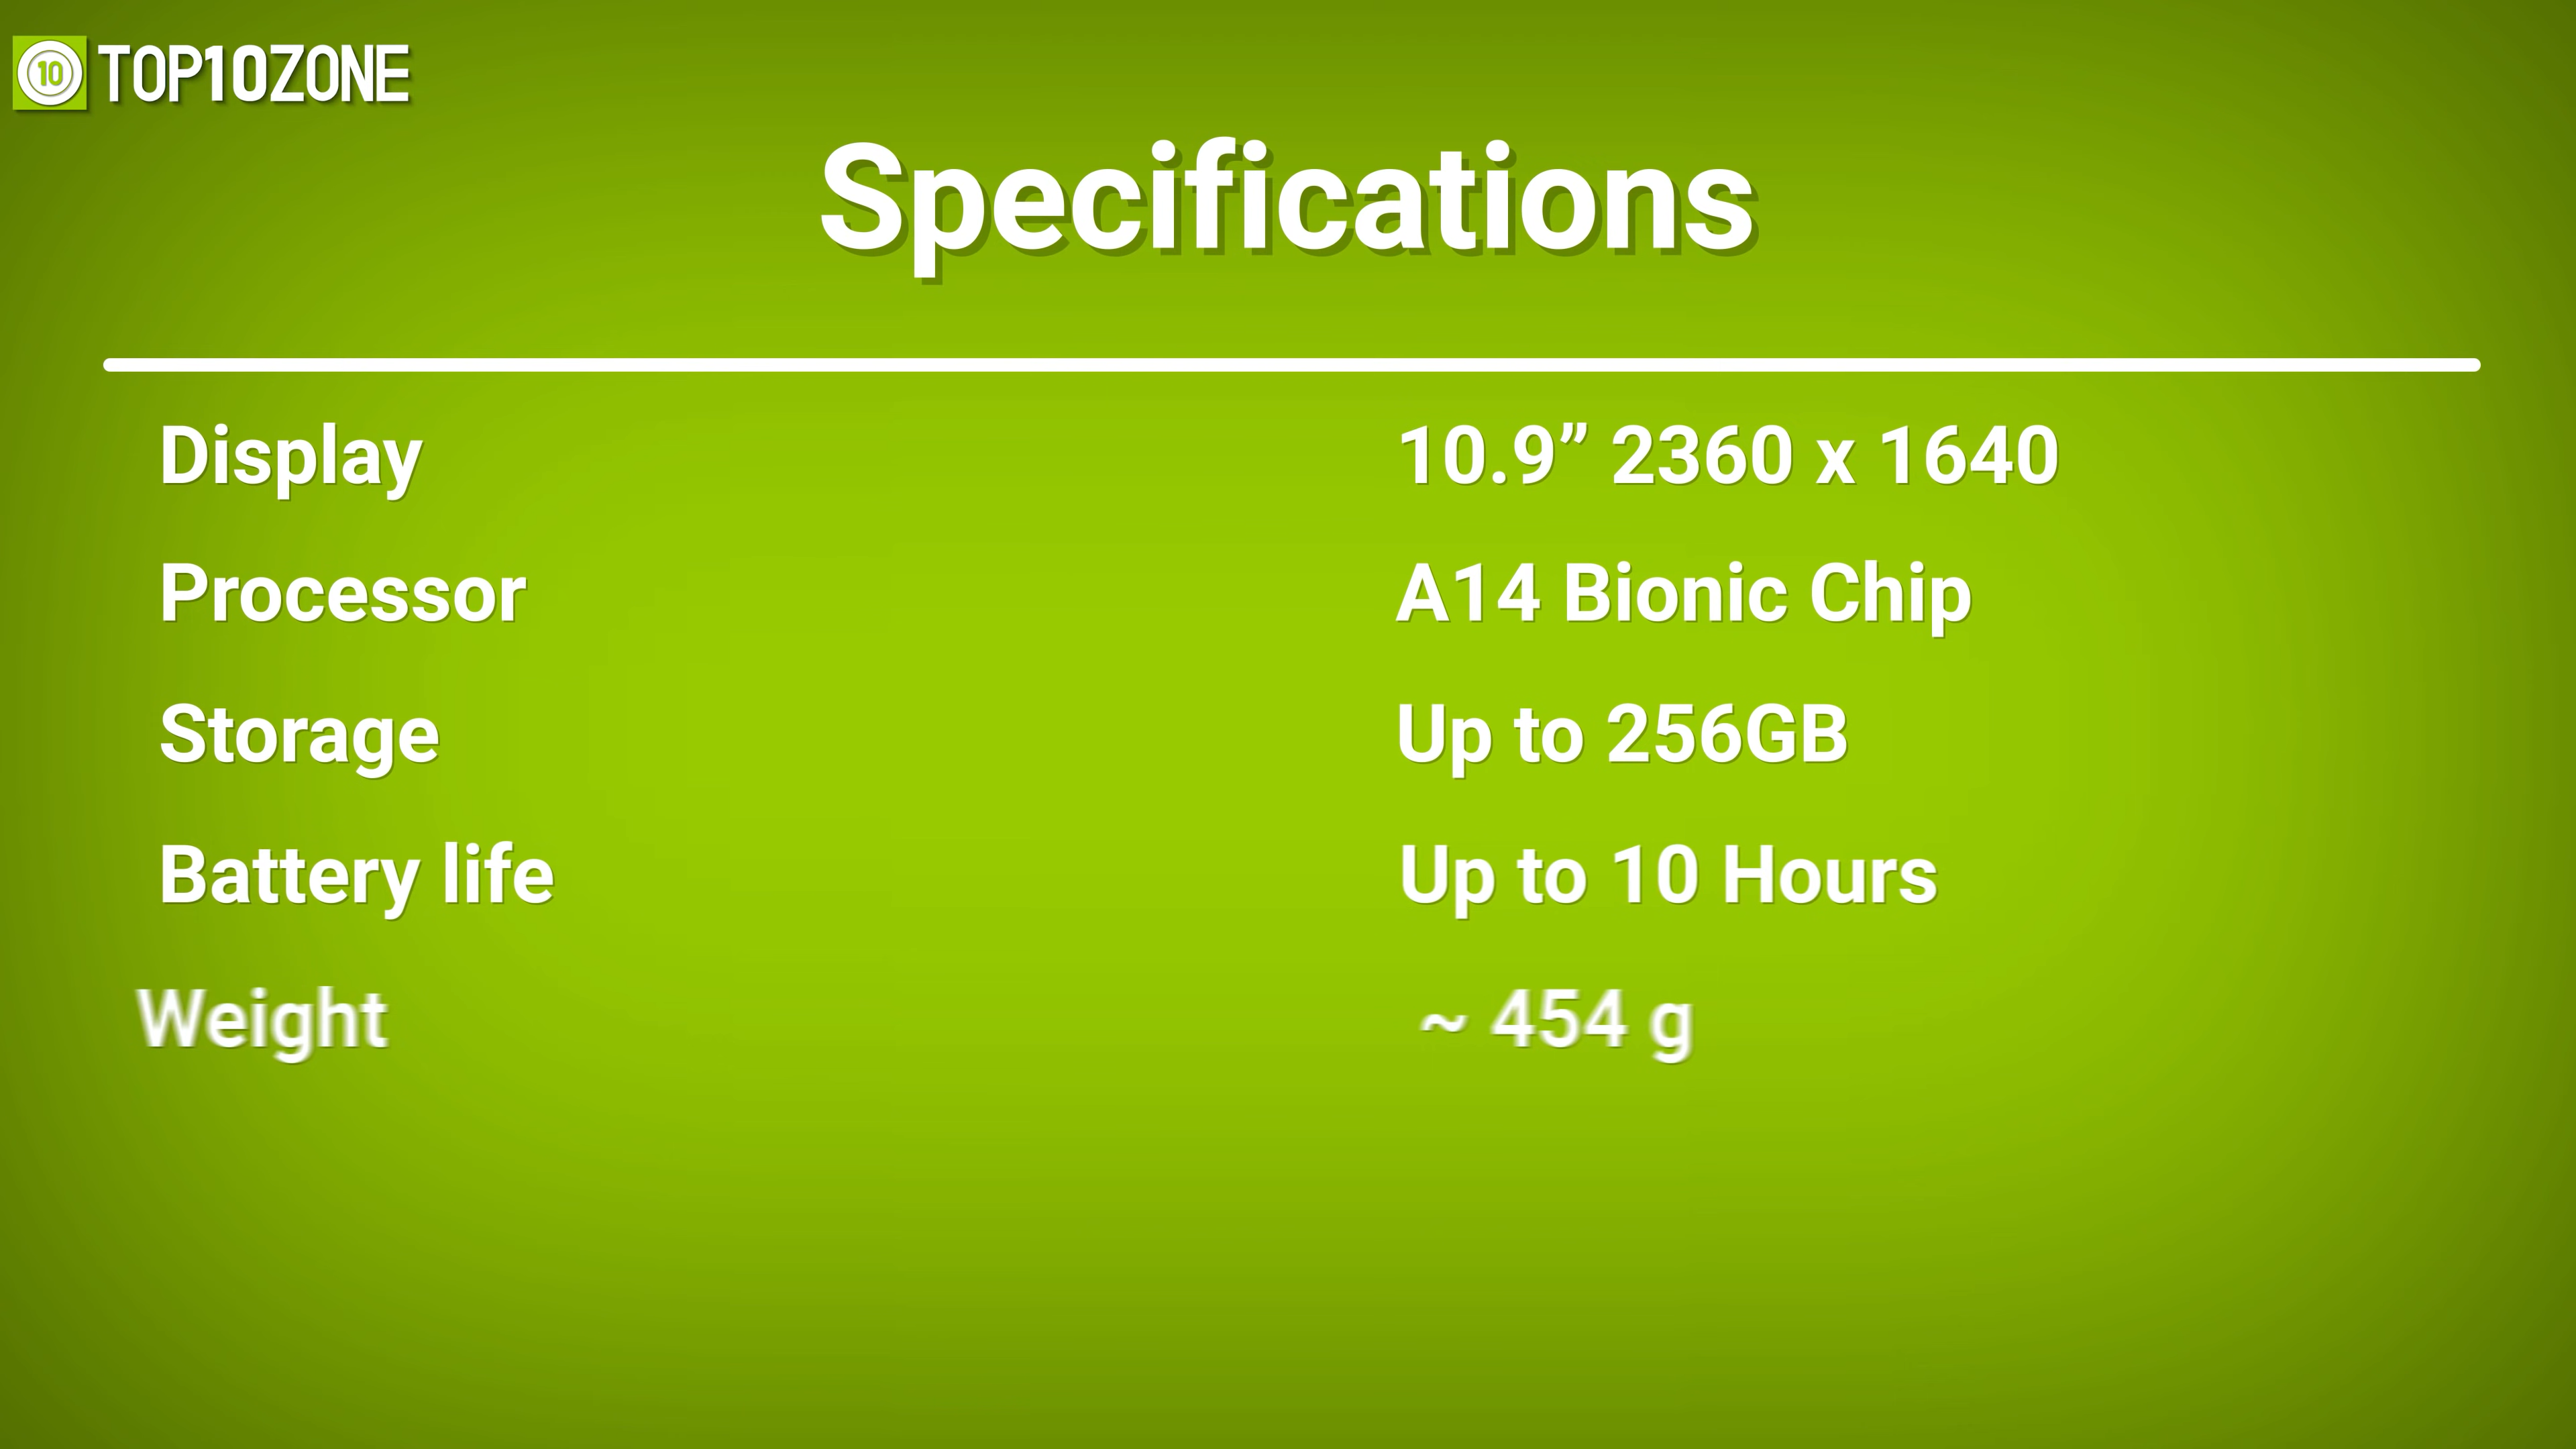 10 TOP10ZONE
Specifications
Display 10.9” 2360 x 1640
Processor A14 Bionic Chip
Storage Up to 256GB
Battery life Up to 10 Hours
Weight ~ 454 g